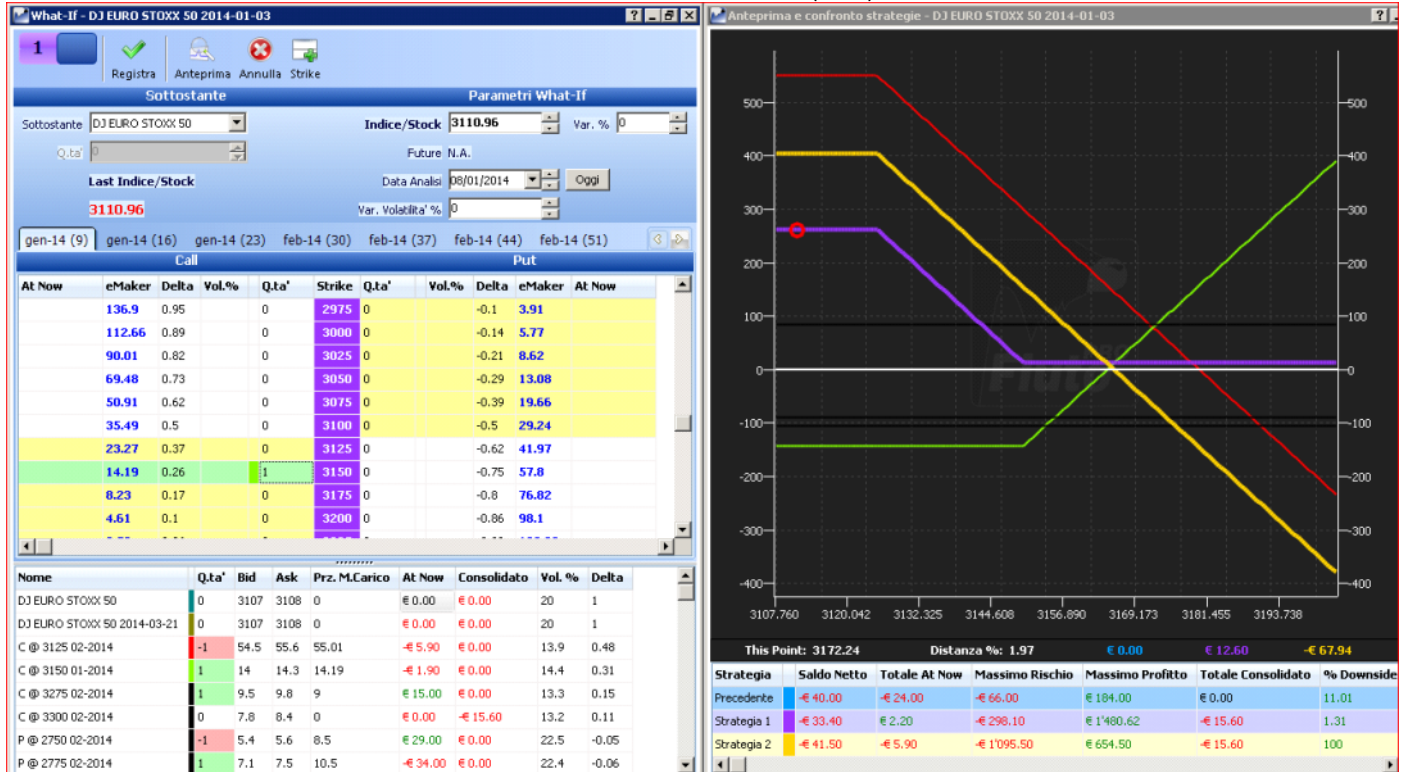 What-If - DJ EURO STOXX 50 2014-01-03
1
Registra Anteprima Annulla Strike
Sottostante Parametri What-If
Sottostante DJ EURO STOXX 50 Indice/Stock 3110.96 Var. % 0
Q.ta' 0 Future N.A.
Last Indice/Stock Data Analisi 08/01/2014 Oggi
3110.96 Var. Volatilita' % 0
gen-14 (9) gen-14 (16) gen-14 (23) feb-14 (30) feb-14 (37) feb-14 (44) feb-14 (51)
Call Put
At Now eMaker Delta Vol.% Q.ta' Strike Q.ta' Vol.% Delta eMaker At Now
136.9 0.95 0 2975 0 -0.1 3.91
112.66 0.89 0 3000 0 -0.14 5.77
90.01 0.82 0 3025 0 -0.21 8.62
69.48 0.73 0 3050 0 -0.29 13.08
50.91 0.62 0 3075 0 -0.39 19.66
35.49 0.5 0 3100 0 -0.5 29.24
23.27 0.37 0 3125 0 -0.62 41.97
14.19 0.26 1 3150 0 -0.75 57.8
8.23 0.17 0 3175 0 -0.8 76.82
4.61 0.1 0 3200 0 -0.86 98.1
Nome Q.ta' Bid Ask Prz. M.Carico At Now Consolidato Vol. % Delta
DJ EURO STOXX 50 0 3107 3108 0 € 0.00 € 0.00 20 1
DJ EURO STOXX 50 2014-03-21 0 3107 3108 0 € 0.00 € 0.00 20 1
C @ 3125 02-2014 -1 54.5 55.6 55.01 -€ 5.90 € 0.00 13.9 0.48
C @ 3150 01-2014 1 14 14.3 14.19 -€ 1.90 € 0.00 14.4 0.31
C @ 3275 02-2014 1 9.5 9.8 9 € 15.00 € 0.00 13.3 0.15
C @ 3300 02-2014 0 7.8 8.4 0 € 0.00 -€ 15.60 13.2 0.11
P @ 2750 02-2014 -1 5.4 5.6 8.5 € 29.00 € 0.00 22.5 -0.05
P @ 2775 02-2014 1 7.1 7.5 10.5 -€ 34.00 € 0.00 22.4 -0.06
Anteprima e confronto strategie - DJ EURO STOXX 50 2014-01-03
500 500
400 400
300 300
200 200
100 100
0 0
-100 -100
-200 -200
-300 -300
-400 -400
3107.760 3120.042 3132.325 3144.608 3156.890 3169.173 3181.455 3193.738
This Point: 3172.24 Distanza %: 1.97 € 0.00 € 12.60 -€ 67.94
Strategia Saldo Netto Totale At Now Massimo Rischio Massimo Profitto Totale Consolidato % Downside
Precedente -€ 40.00 -€ 24.00 -€ 66.00 € 184.00 € 0.00 11.01
Strategia 1 -€ 33.40 € 2.20 -€ 298.10 € 1'480.62 -€ 15.60 1.31
Strategia 2 -€ 41.50 -€ 5.90 -€ 1'095.50 € 654.50 -€ 15.60 100